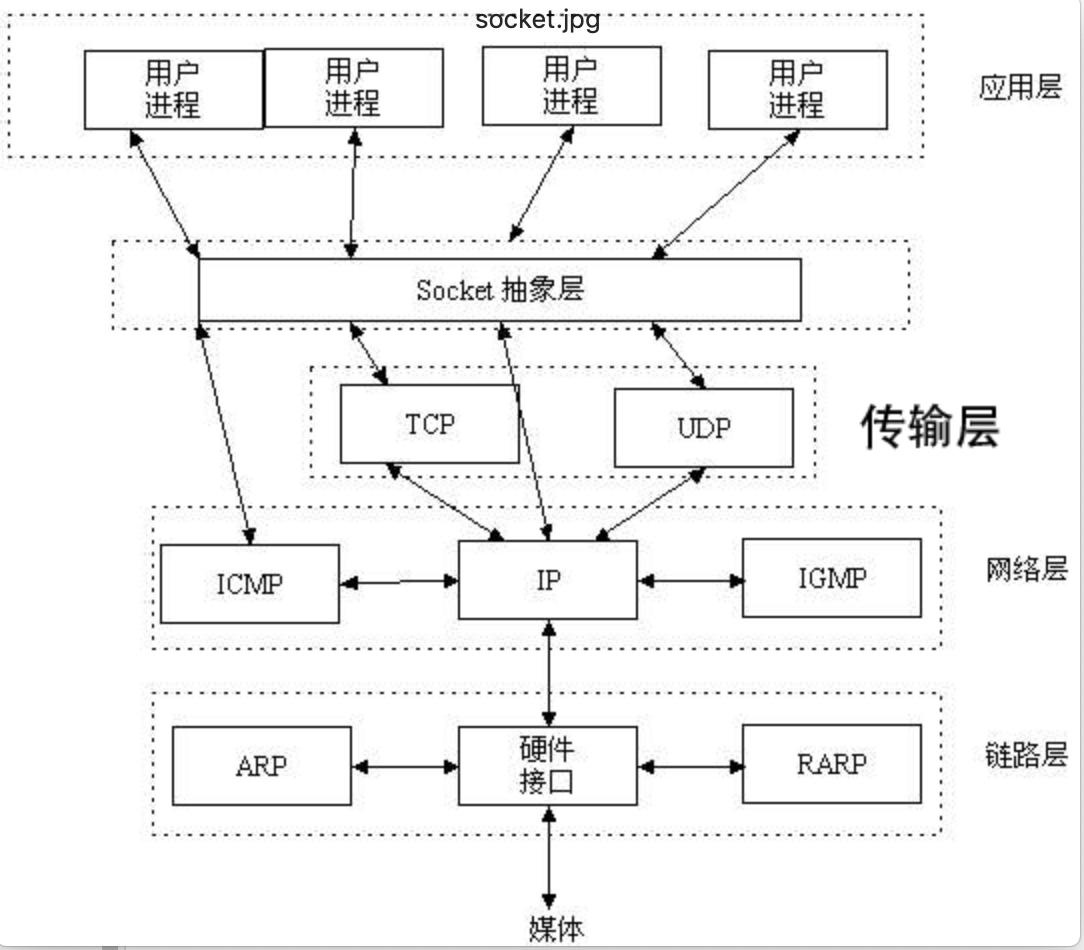 socket.jpg
用户
进程
用户
进程
用户
进程
用户
进程
应用层
Socket 抽象层
TCP
UDP
传输层
ICMP
IP
IGMP
网络层
ARP
硬件
接口
RARP
链路层
媒体